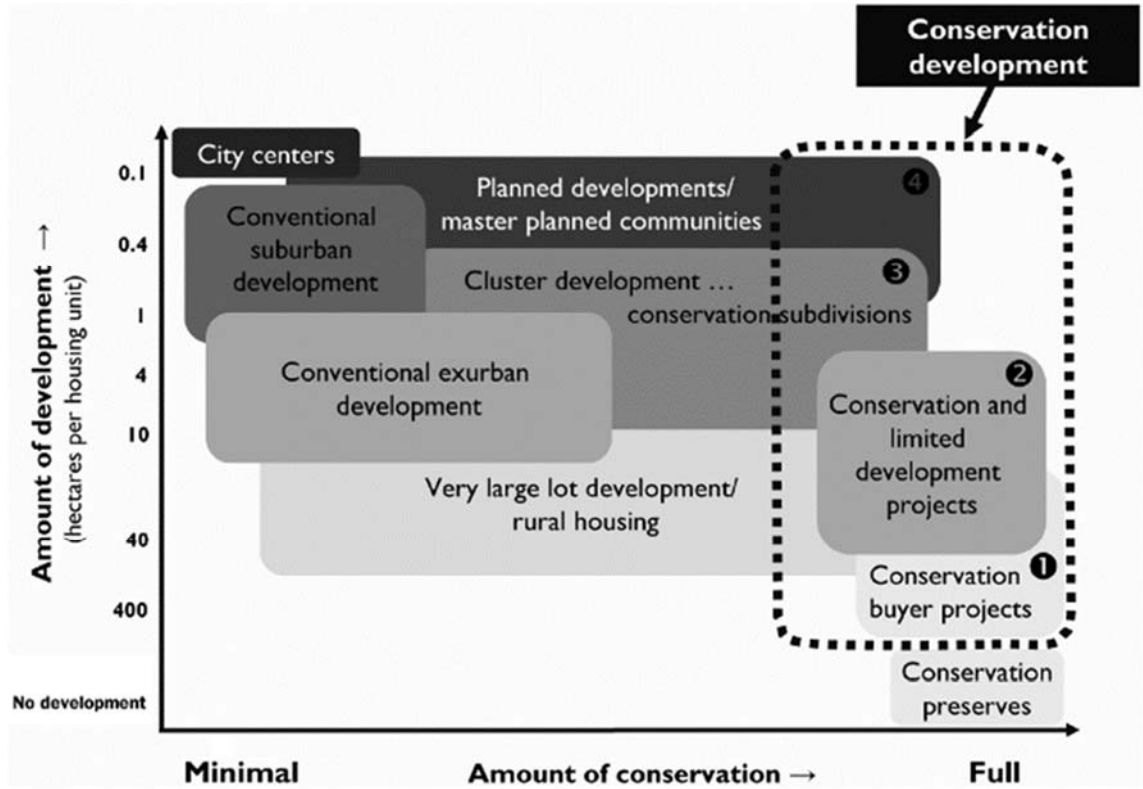 Conservation
development
City centers
Planned developments/
master planned communities
4
Conventional
suburban
development
Cluster development ...
3
conservation subdivisions
Conventional exurban
development
2
Conservation and
limited
development
projects
Very large lot development/
rural housing
1
Conservation
buyer projects
Conservation
preserves
Amount of development →
(hectares per housing unit)
0.1
0.4
1
4
10
40
400
No development
Minimal
Amount of conservation →
Full